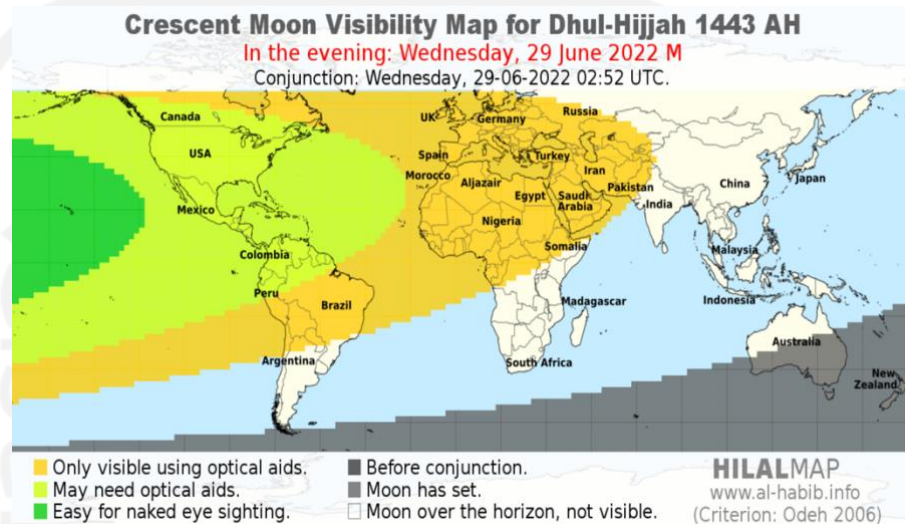 Crescent Moon Visibility Map for Dhul-Hijjah 1443 AH
In the evening: Wednesday, 29 June 2022 M
Conjunction: Wednesday, 29-06-2022 02:52 UTC.
Canada
UK
Germany
Russia
USA
Spain
Turkey
Morocco
Aljazair
Iran
Egypt
Saudi
Arabia
Pakistan
China
Japan
India
Mexico
Nigeria
Colombia
Somalia
Malaysia
Peru
Brazil
Madagascar
Indonesia
Argentina
South Africa
Australia
New
Zealand
Only visible using optical aids.
May need optical aids.
Easy for naked eye sighting.
Before conjunction.
Moon has set.
Moon over the horizon, not visible.
HILALMAP
www.al-habib.info
(Criterion: Odeh 2006)